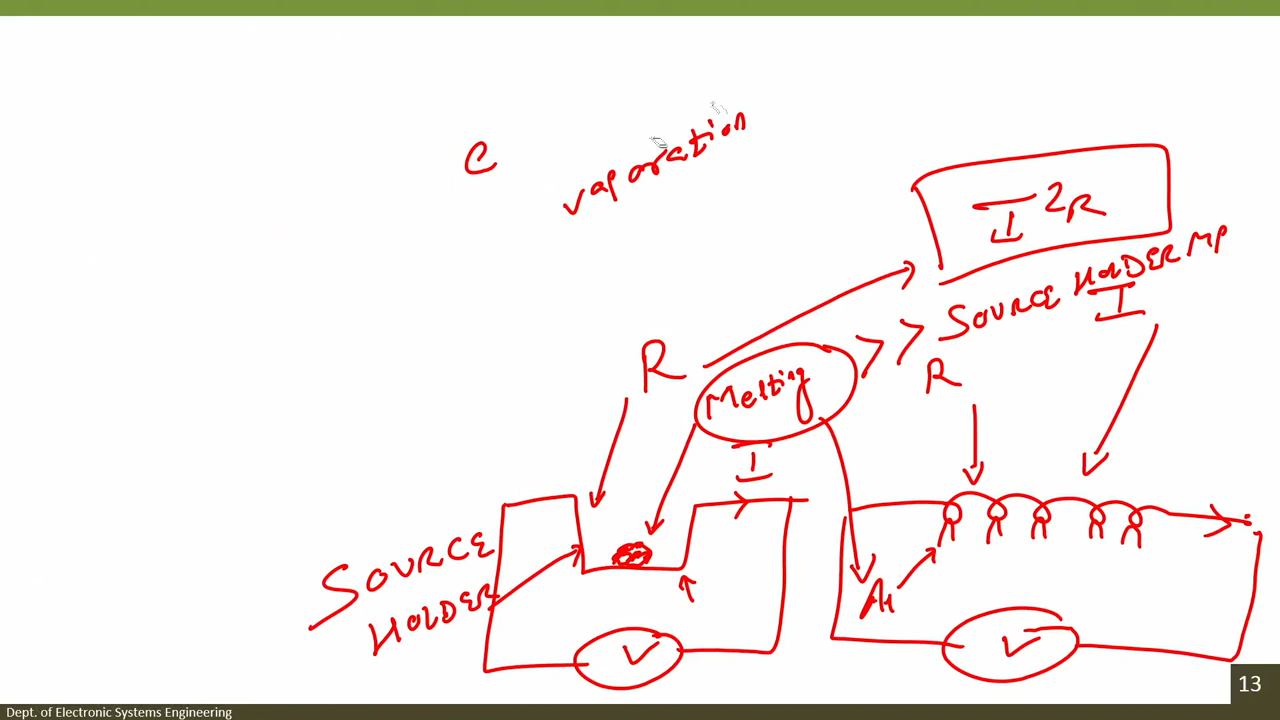 e
vaporation
I²R
SOURCE HOLDER MP
I
R
R
Melting
>>
I
SOURCE
HOLDER
Al
V
V
13
Dept. of Electronic Systems Engineering